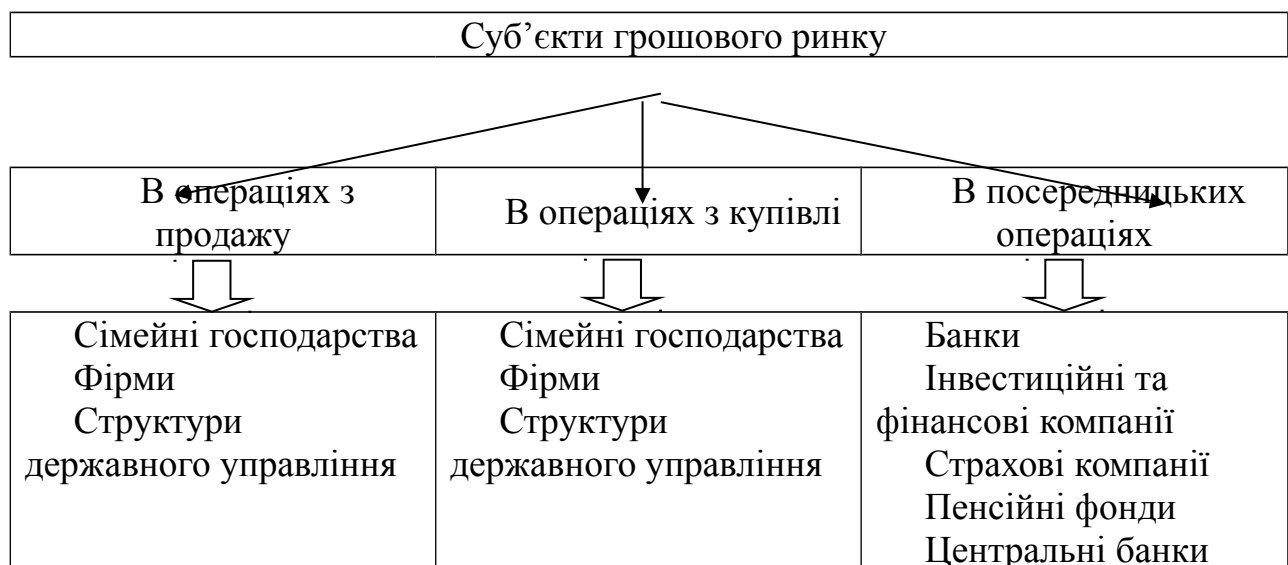 Суб’єкти грошового ринку
В операціях з
продажу
В операціях з купівлі
В посередницьких
операціях
Сімейні господарства
Фірми
Структури
державного управління
Сімейні господарства
Фірми
Структури
державного управління
Банки
Інвестиційні та
фінансові компанії
Страхові компанії
Пенсійні фонди
Центральні банки